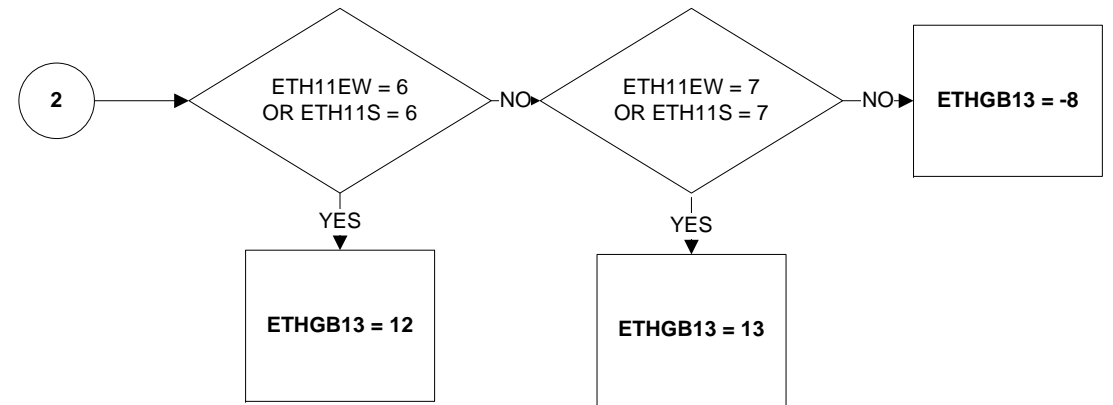 2
ETH11EW = 6
OR ETH11S = 6
NO
ETH11EW = 7
OR ETH11S = 7
NO
ETHGB13 = -8
YES
YES
ETHGB13 = 12
ETHGB13 = 13